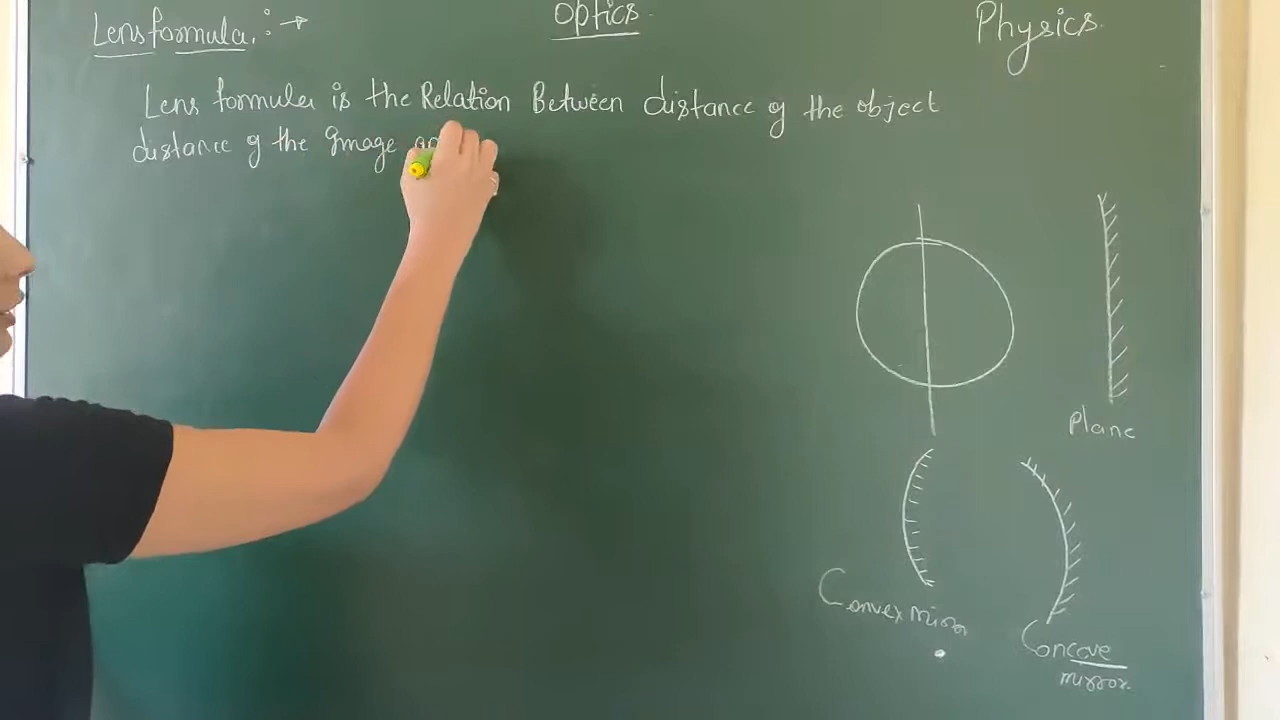 Lens formula :→
Optics
Physics
Lens formula is the Relation Between distance of the object
distance of the Image
Plane
Convex mirror
Concave
mirror